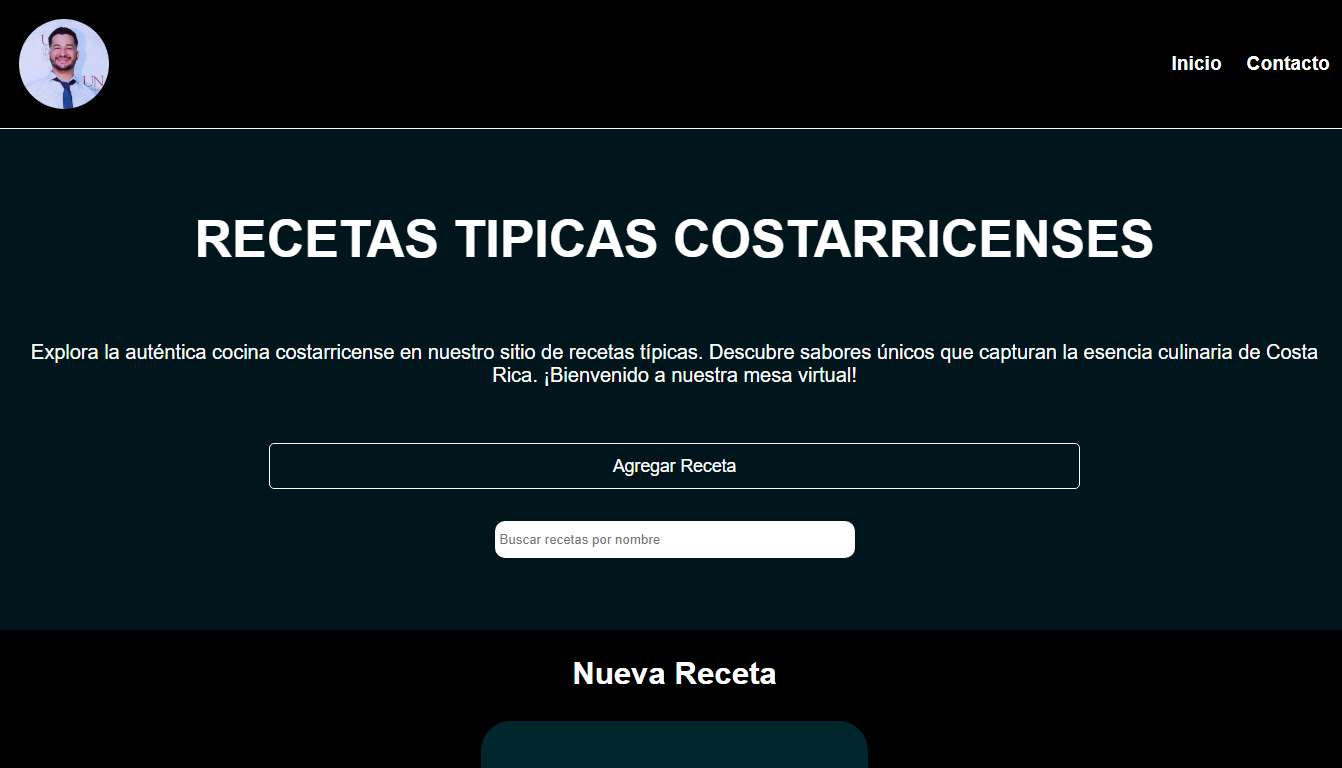 Inicio Contacto
RECETAS TIPICAS COSTARRICENSES
Explora la auténtica cocina costarricense en nuestro sitio de recetas típicas. Descubre sabores únicos que capturan la esencia culinaria de Costa
Rica. ¡Bienvenido a nuestra mesa virtual!
Agregar Receta
Buscar recetas por nombre
Nueva Receta